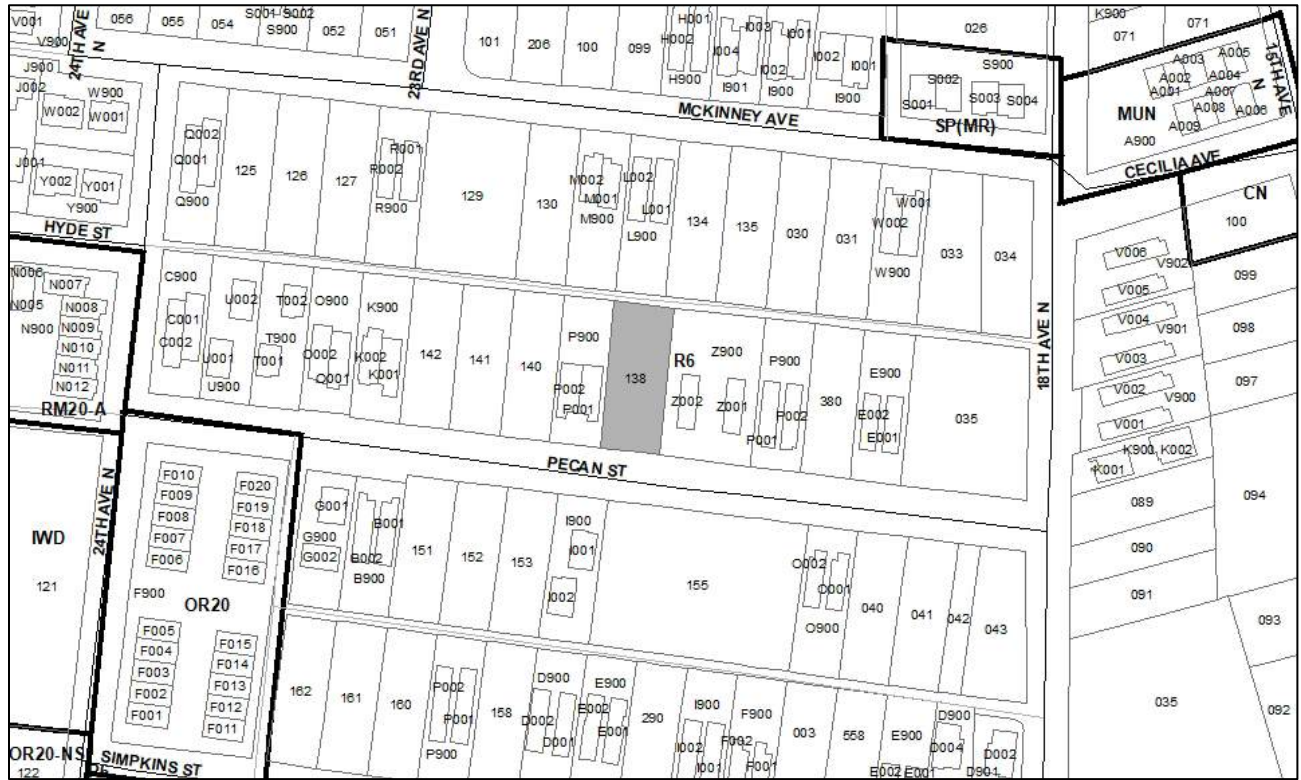 V001
056
055
054
S001
S002
S900
052
051
23RD AVE N
101
206
100
099
H001
H002
H900
I003
I004
I901
I001
I002
I900
I002
I001
I900
026
S900
S002
S001
S003
S004
SP(MR)
K900
071
071
A003
A005
A002
A004
A001
A008
A006
A009
A900
MUN
15TH AVE N
CECILIA AVE
CN
100
V900
24TH AVE N
J900
J002
W900
W002
W001
J001
Y002
Y001
Y900
HYDE ST
MCKINNEY AVE
Q002
Q001
Q900
125
126
127
R001
R002
R900
129
130
M002
M001
M900
L002
L001
L900
134
135
030
031
W001
W002
W900
033
034
18TH AVE N
V006
V902
V005
V004
V901
V003
V002
V900
V001
K900
K002
K001
099
098
097
094
089
090
091
093
035
092
N006
N007
N005
N008
N900
N009
N010
N011
N012
RM20-A
C900
C001
C002
U002
U001
U900
T002
T900
T001
O900
O002
K900
K002
K001
142
141
140
P900
P002
P001
138
R6
Z900
Z002
Z001
P900
P002
P001
380
E900
E002
E001
035
PECAN ST
24TH AVE N
IWD
121
F010
F009
F008
F007
F006
F020
F019
F018
F017
F016
F900
OR20
F005
F004
F003
F002
F001
F015
F014
F013
F012
F011
G001
G900
G002
B001
B002
B900
151
152
153
I900
I001
I002
155
O002
O001
O900
040
041
042
043
162
161
160
P002
P001
P900
158
D900
D002
D001
E900
E002
E001
290
I900
I002
I001
F900
F002
F001
003
558
E900
E002
E001
D900
D004
D002
D901
OR20-NS
122
SIMPKINS ST